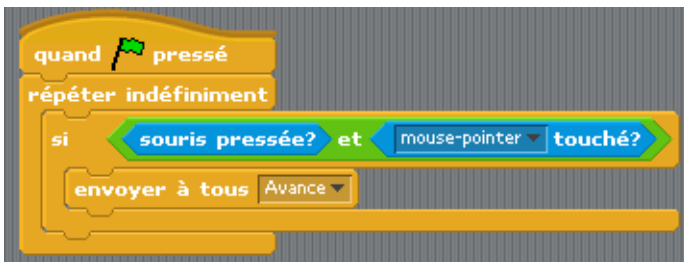 quand pressé
répéter indéfiniment
si souris pressée? et mouse-pointer touché?
envoyer à tous Avance